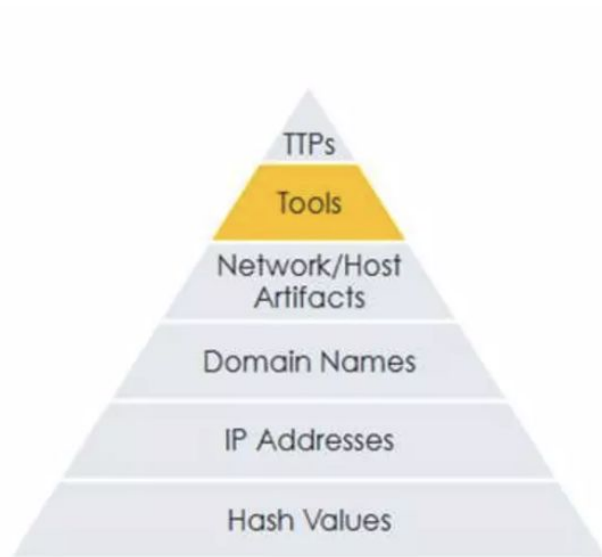 TTPs
Tools
Network/Host
Artifacts
Domain Names
IP Addresses
Hash Values